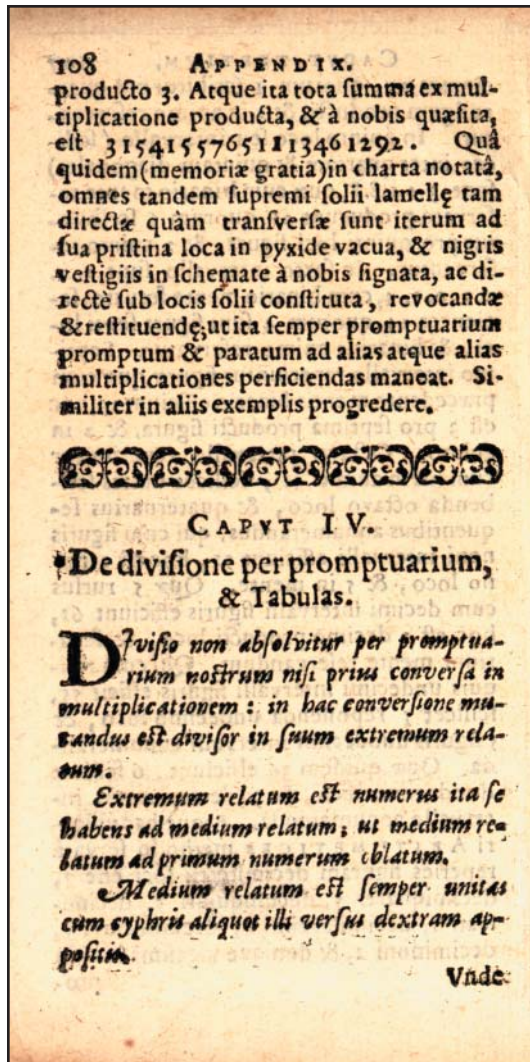 108 APPENDIX.
producto 3. Atque ita tota summa ex mul-
tiplicatione producta, & à nobis quæsita,
est 31541557651113461292. Quâ
quidem (memoriæ gratia) in charta notatâ,
omnes tandem supremi solii lamellę tam
directæ quàm transversæ sunt iterum ad
sua pristina loca in pyxide vacua, & nigris
vestigiis in schemate à nobis signata, ac di-
rectè sub locis solii constituta, revocandæ
& restituendę; ut ita semper promptuarium
promptum & paratum ad alias atque alias
multiplicationes perficiendas maneat. Si-
militer in aliis exemplis progredere.
CAPVT IV.
De divisione per promptuarium,
& Tabulas.
DIvisio non absolvitur per promptua-
rium nostrum nisi prius conversa in
multiplicationem: in hac conversione mu-
tandus est divisor in suum extremum rela-
tum.
Extremum relatum est numerus ita se
habens ad medium relatum; ut medium re-
latum ad primum numerum oblatum.
Medium relatum est semper unitas
cum cyphris aliquot illi versus dextram ap-
positis.
Vnde